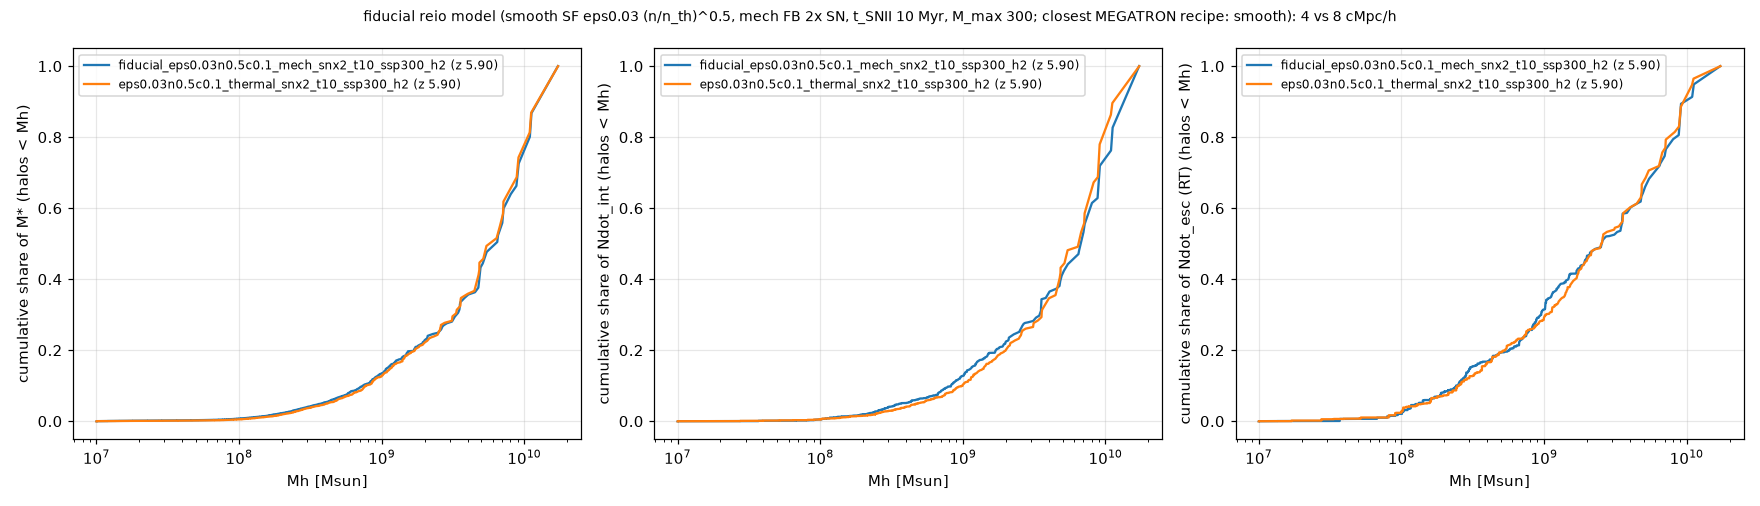 fiducial reio model (smooth SF eps0.03 (n/n_th)^0.5, mech FB 2x SN, t_SNII 10 Myr, M_max 300; closest MEGATRON recipe: smooth): 4 vs 8 cMpc/h
cumulative share of M* (halos < Mh)
1.0
0.8
0.6
0.4
0.2
0.0
fiducial_eps0.03n0.5c0.1_mech_snx2_t10_ssp300_h2 (z 5.90)
eps0.03n0.5c0.1_thermal_snx2_t10_ssp300_h2 (z 5.90)
10^7
10^8
10^9
10^10
Mh [Msun]
cumulative share of Ndot_int (halos < Mh)
1.0
0.8
0.6
0.4
0.2
0.0
fiducial_eps0.03n0.5c0.1_mech_snx2_t10_ssp300_h2 (z 5.90)
eps0.03n0.5c0.1_thermal_snx2_t10_ssp300_h2 (z 5.90)
10^7
10^8
10^9
10^10
Mh [Msun]
cumulative share of Ndot_esc (RT) (halos < Mh)
1.0
0.8
0.6
0.4
0.2
0.0
fiducial_eps0.03n0.5c0.1_mech_snx2_t10_ssp300_h2 (z 5.90)
eps0.03n0.5c0.1_thermal_snx2_t10_ssp300_h2 (z 5.90)
10^7
10^8
10^9
10^10
Mh [Msun]